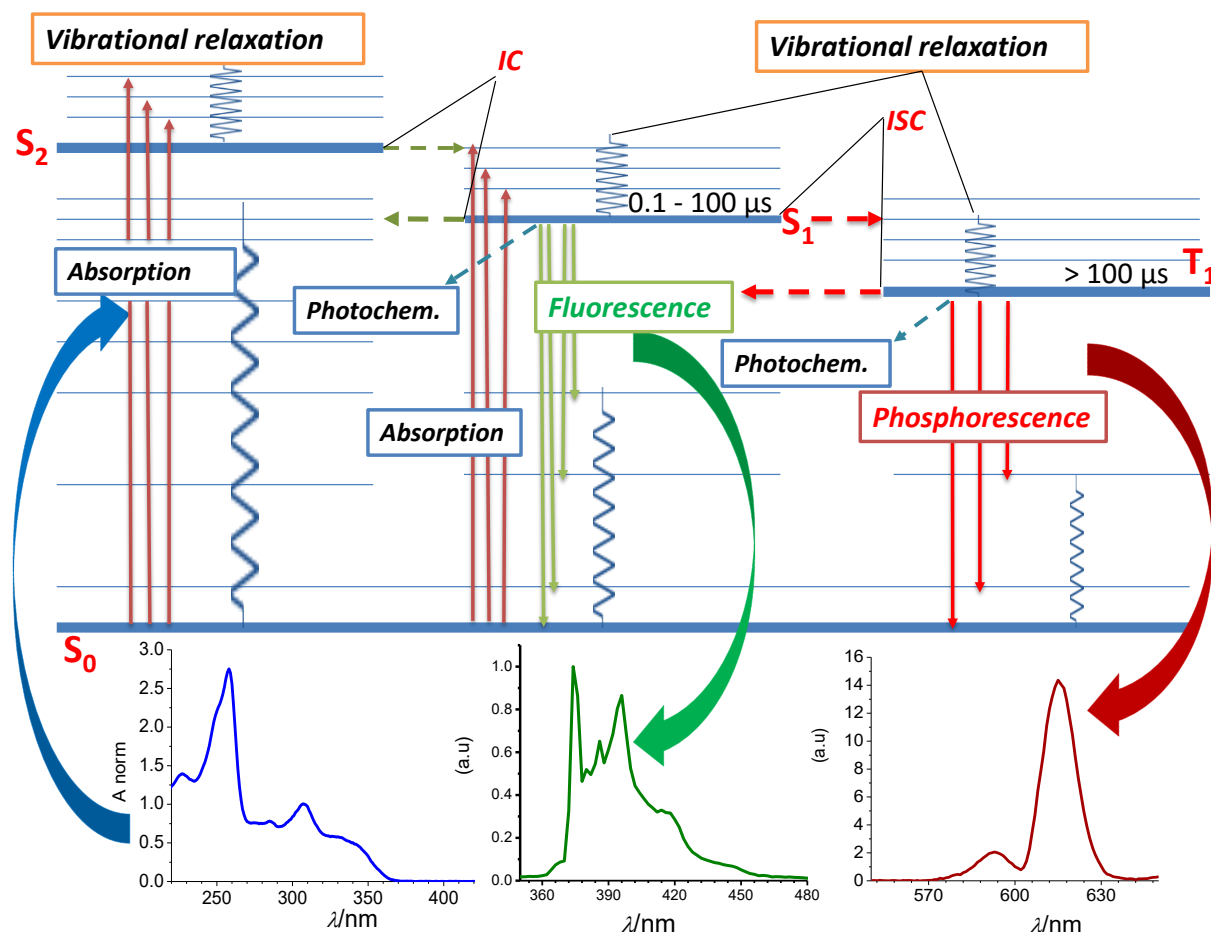 Vibrational relaxation
IC
Vibrational relaxation
ISC
S2
0.1 - 100 µs
S1
T1
> 100 µs
Absorption
Photochem.
Fluorescence
Photochem.
Absorption
Phosphorescence
S0
A norm
3.0
2.5
2.0
1.5
1.0
0.5
0.0
250 300 350 400
λ/nm
(a.u)
1.0
0.8
0.6
0.4
0.2
0.0
360 390 420 450 480
λ/nm
(a.u)
16
14
12
10
8
6
4
2
0
570 600 630
λ/nm